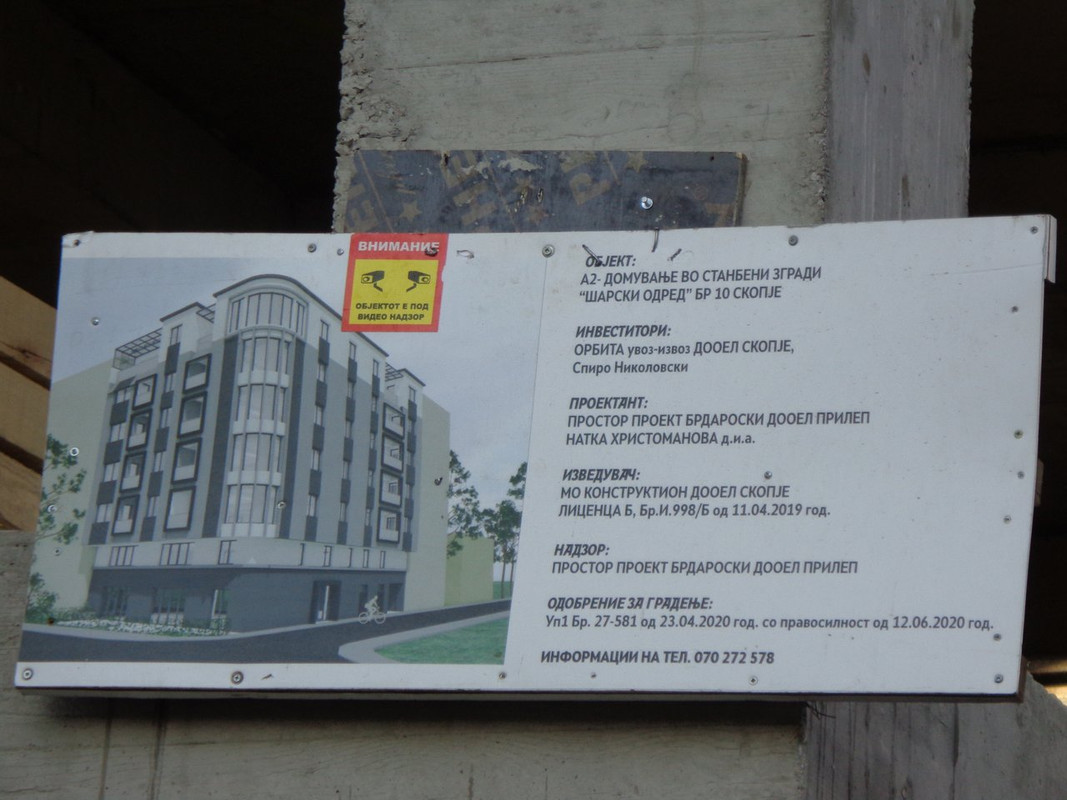 ВНИМАНИЕ
ОБЈЕКТОТ Е ПОД
ВИДЕО НАДЗОР
ОБЈЕКТ:
А2- ДОМУВАЊЕ ВО СТАНБЕНИ ЗГРАДИ
“ШАРСКИ ОДРЕД” БР 10 СКОПЈЕ
ИНВЕСТИТОРИ:
ОРБИТА увоз-извоз ДООЕЛ СКОПЈЕ,
Спиро Николовски
ПРОЕКТАНТ:
ПРОСТОР ПРОЕКТ БРДАРОСКИ ДООЕЛ ПРИЛЕП
НАТКА ХРИСТОМАНОВА д.и.а.
ИЗВЕДУВАЧ:
МО КОНСТРУКТИОН ДООЕЛ СКОПЈЕ
ЛИЦЕНЦА Б, Бр.И.998/Б од 11.04.2019 год.
НАДЗОР:
ПРОСТОР ПРОЕКТ БРДАРОСКИ ДООЕЛ ПРИЛЕП
ОДОБРЕНИЕ ЗА ГРАДЕЊЕ:
Уп1 Бр. 27-581 од 23.04.2020 год. со правосилност од 12.06.2020 год.
ИНФОРМАЦИИ НА ТЕЛ. 070 272 578